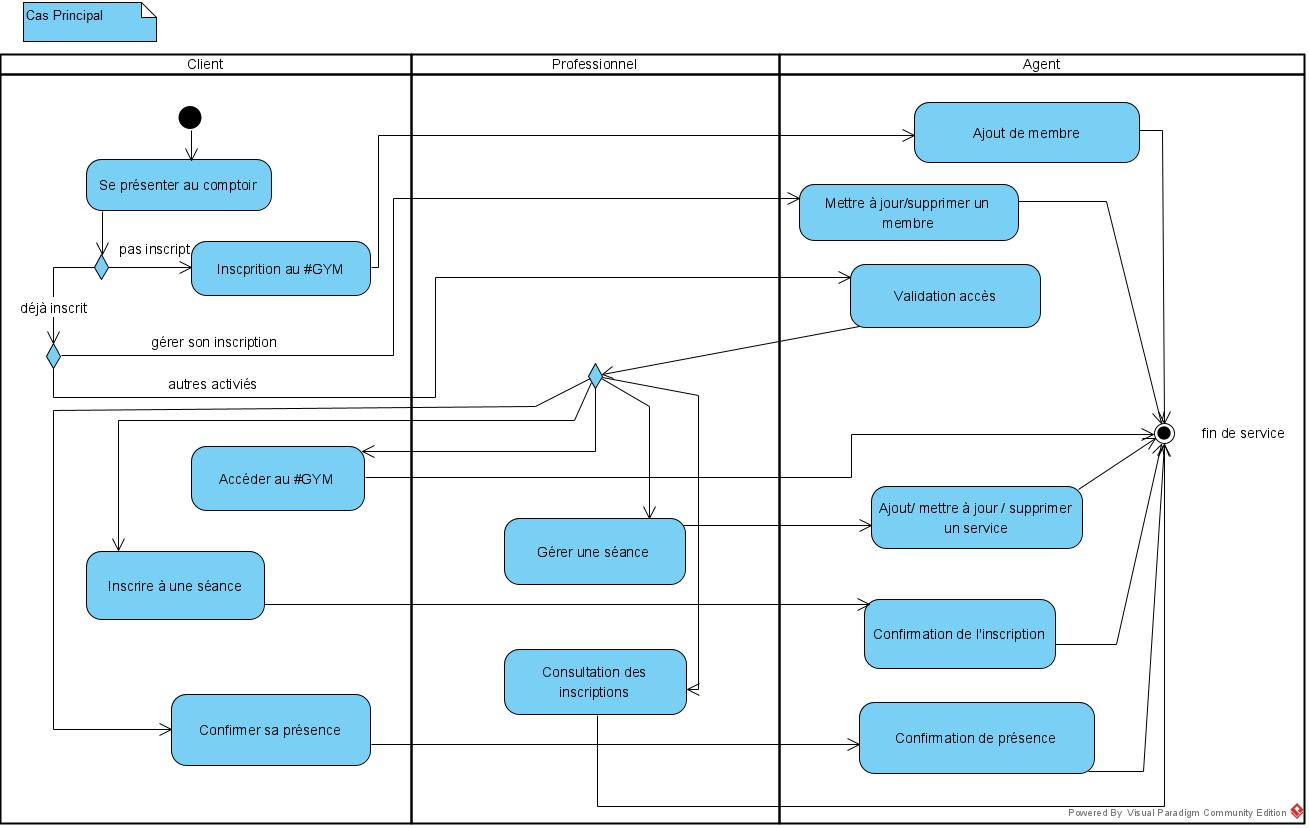 Cas Principal
Client
Professionnel
Agent
Ajout de membre
Se présenter au comptoir
Mettre à jour/supprimer un
membre
pas inscript
Inscprition au #GYM
Validation accès
déjà inscrit
gérer son inscription
autres activiés
fin de service
Accéder au #GYM
Ajout/ mettre à jour / supprimer
un service
Gérer une séance
Inscrire à une séance
Confirmation de l'inscription
Consultation des
inscriptions
Confirmer sa présence
Confirmation de présence
Powered By Visual Paradigm Community Edition